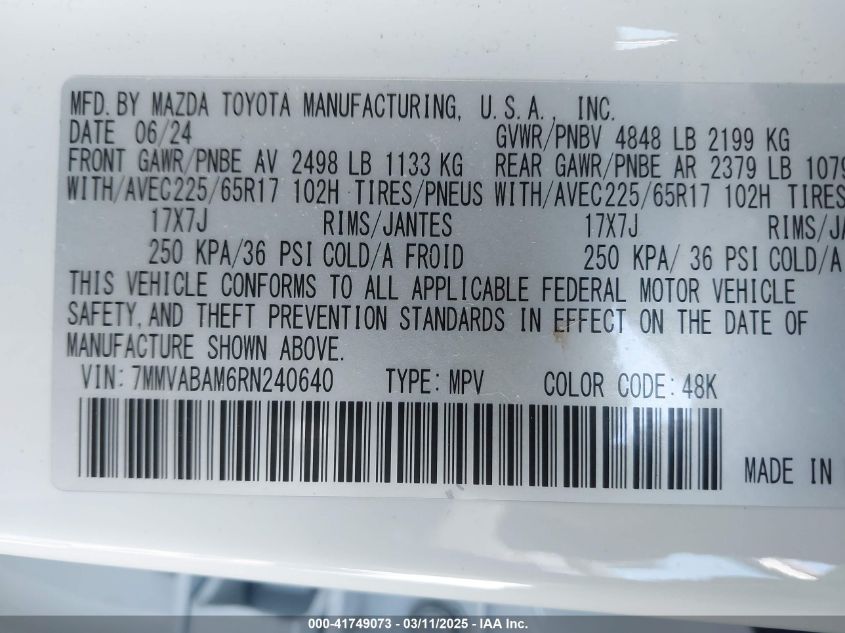 MFD. BY MAZDA TOYOTA MANUFACTURING, U.S.A., INC.
DATE 06/24 GVWR/PNBV 4848 LB 2199 KG
FRONT GAWR/PNBE AV 2498 LB 1133 KG REAR GAWR/PNBE AR 2379 LB 1079
WITH/AVEC225/65R17 102H TIRES/PNEUS WITH/AVEC225/65R17 102H TIRES
17X7J RIMS/JANTES 17X7J RIMS/JA
250 KPA/36 PSI COLD/A FROID 250 KPA/ 36 PSI COLD/A
THIS VEHICLE CONFORMS TO ALL APPLICABLE FEDERAL MOTOR VEHICLE
SAFETY, AND THEFT PREVENTION STANDARDS IN EFFECT ON THE DATE OF
MANUFACTURE SHOWN ABOVE.
VIN: 7MMVABAM6RN240640 TYPE: MPV COLOR CODE: 48K
MADE IN
000-41749073 - 03/11/2025 - IAA Inc.